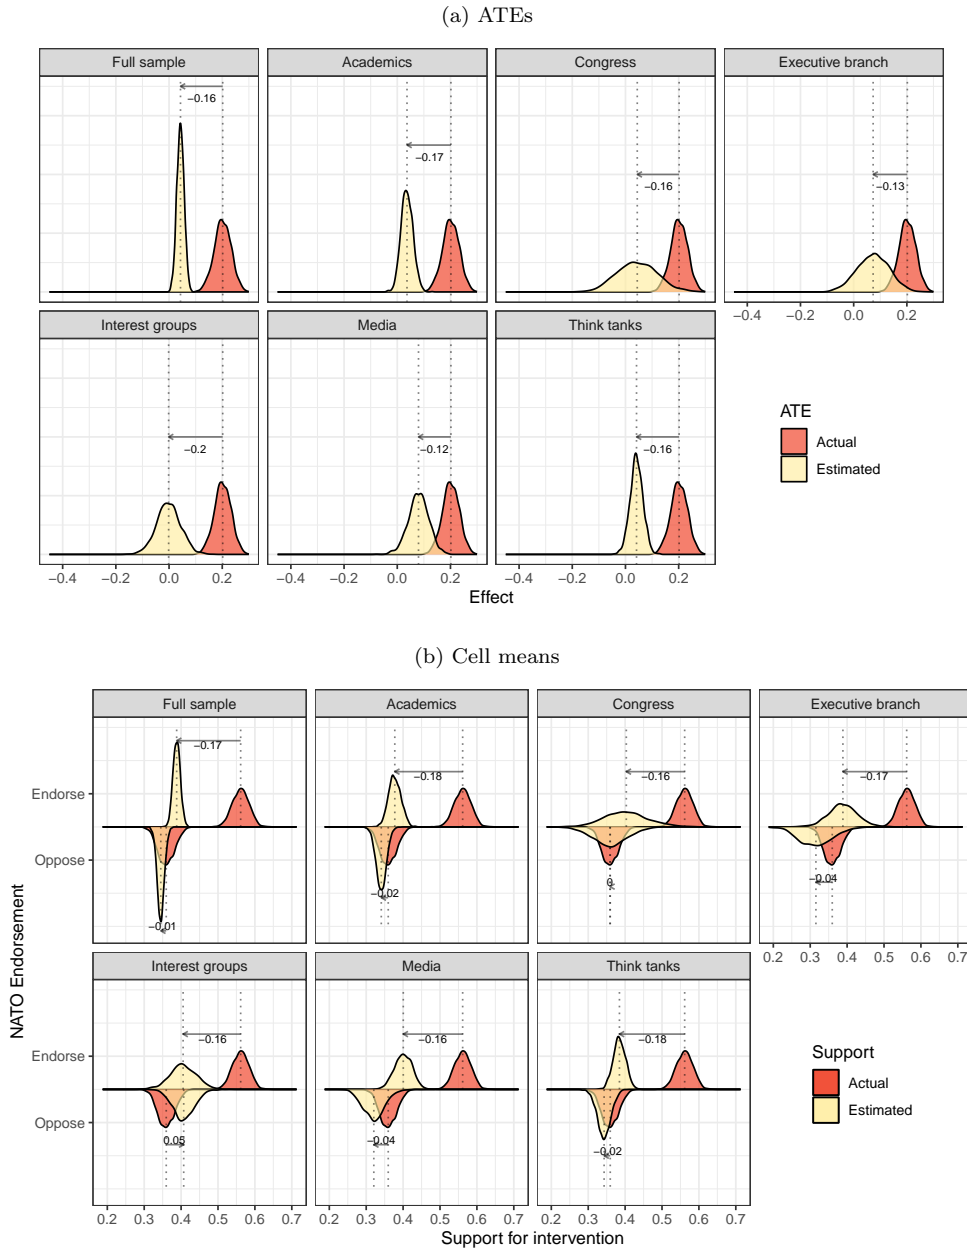 (a) ATEs
Full sample
Academics
Congress
Executive branch
−0.16
−0.17
−0.16
−0.13
−0.4 −0.2 0.0 0.2
Interest groups
Media
Think tanks
−0.2
−0.12
−0.16
ATE
Actual
Estimated
−0.4 −0.2 0.0 0.2
−0.4 −0.2 0.0 0.2
−0.4 −0.2 0.0 0.2
Effect
(b) Cell means
Full sample
Academics
Congress
Executive branch
−0.17
−0.18
−0.16
−0.17
Endorse
Oppose
−0.01
−0.02
0
−0.04
0.2 0.3 0.4 0.5 0.6 0.7
NATO Endorsement
Interest groups
Media
Think tanks
−0.16
−0.16
−0.18
Endorse
Oppose
0.05
−0.04
−0.02
Support
Actual
Estimated
0.2 0.3 0.4 0.5 0.6 0.7
0.2 0.3 0.4 0.5 0.6 0.7
0.2 0.3 0.4 0.5 0.6 0.7
Support for intervention